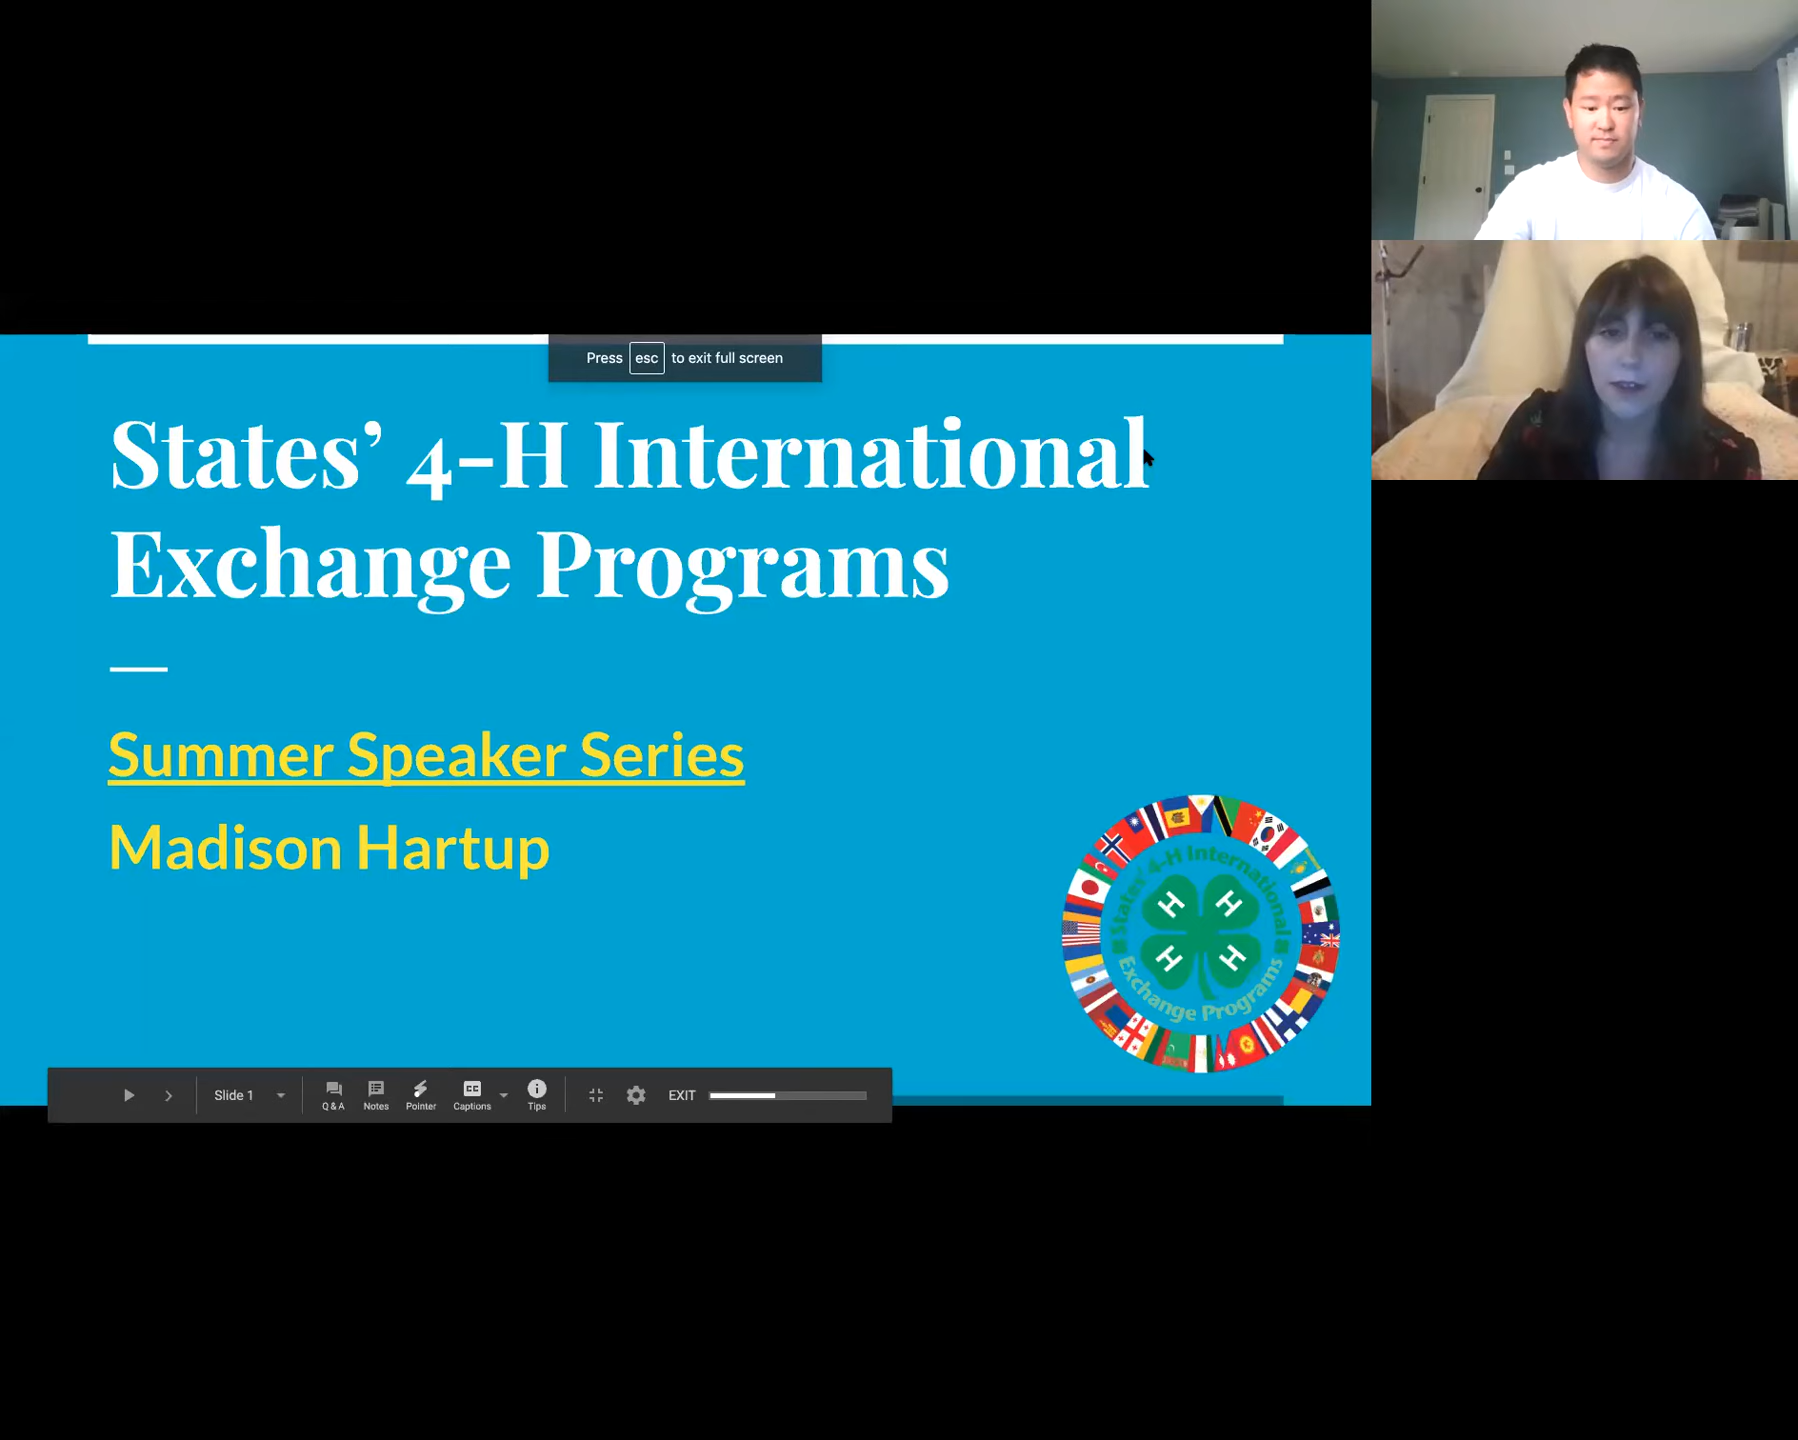 Press esc to exit full screen
States’ 4-H International
Exchange Programs
Summer Speaker Series
Madison Hartup
States' 4-H International
H H
H H
Exchange Programs
Slide 1
Q & A
Notes
Pointer
CC
Captions
Tips
EXIT